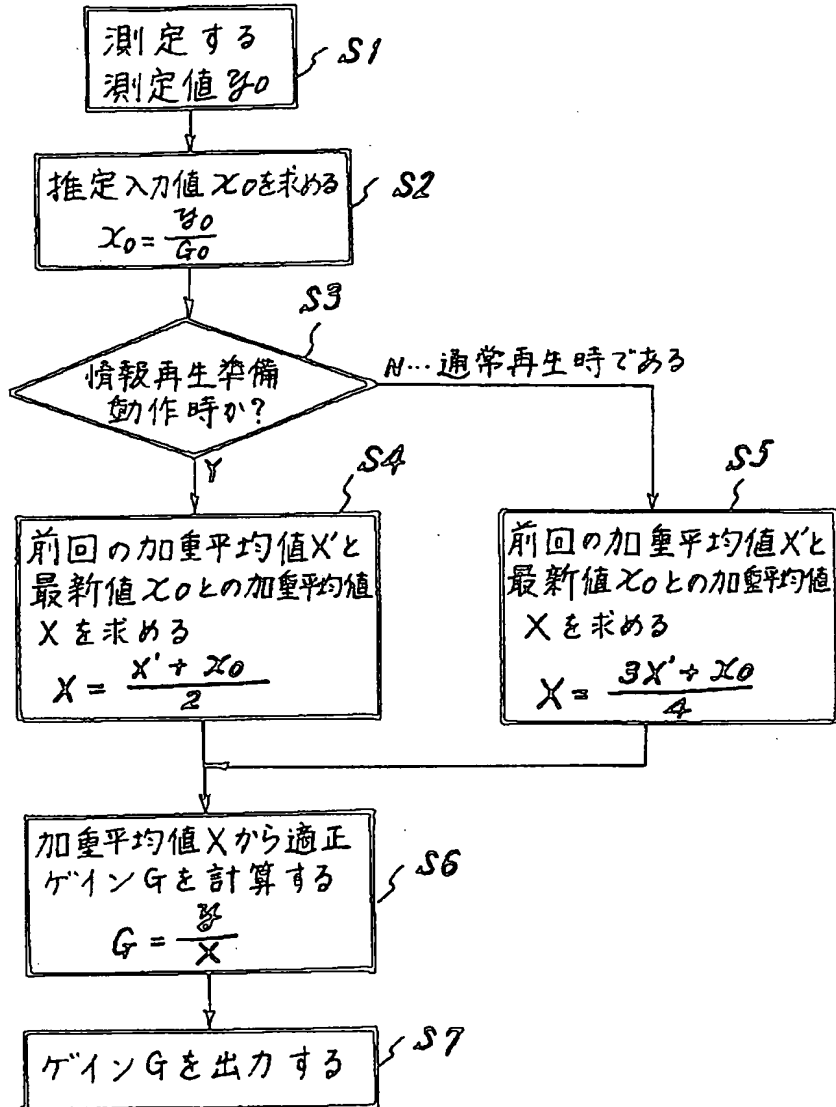 測定する
測定値 y0
S1
推定入力値 x0を求める
x0 = y0 / G0
S2
S3
情報再生準備
動作時か?
N…通常再生時である
Y
S4
前回の加重平均値X'と
最新値x0との加重平均値
Xを求める
X = X' + x0 / 2
S5
前回の加重平均値X'と
最新値x0との加重平均値
Xを求める
X = 3X' + x0 / 4
加重平均値Xから適正
ゲインGを計算する
G = y / X
S6
ゲインGを出力する
S7